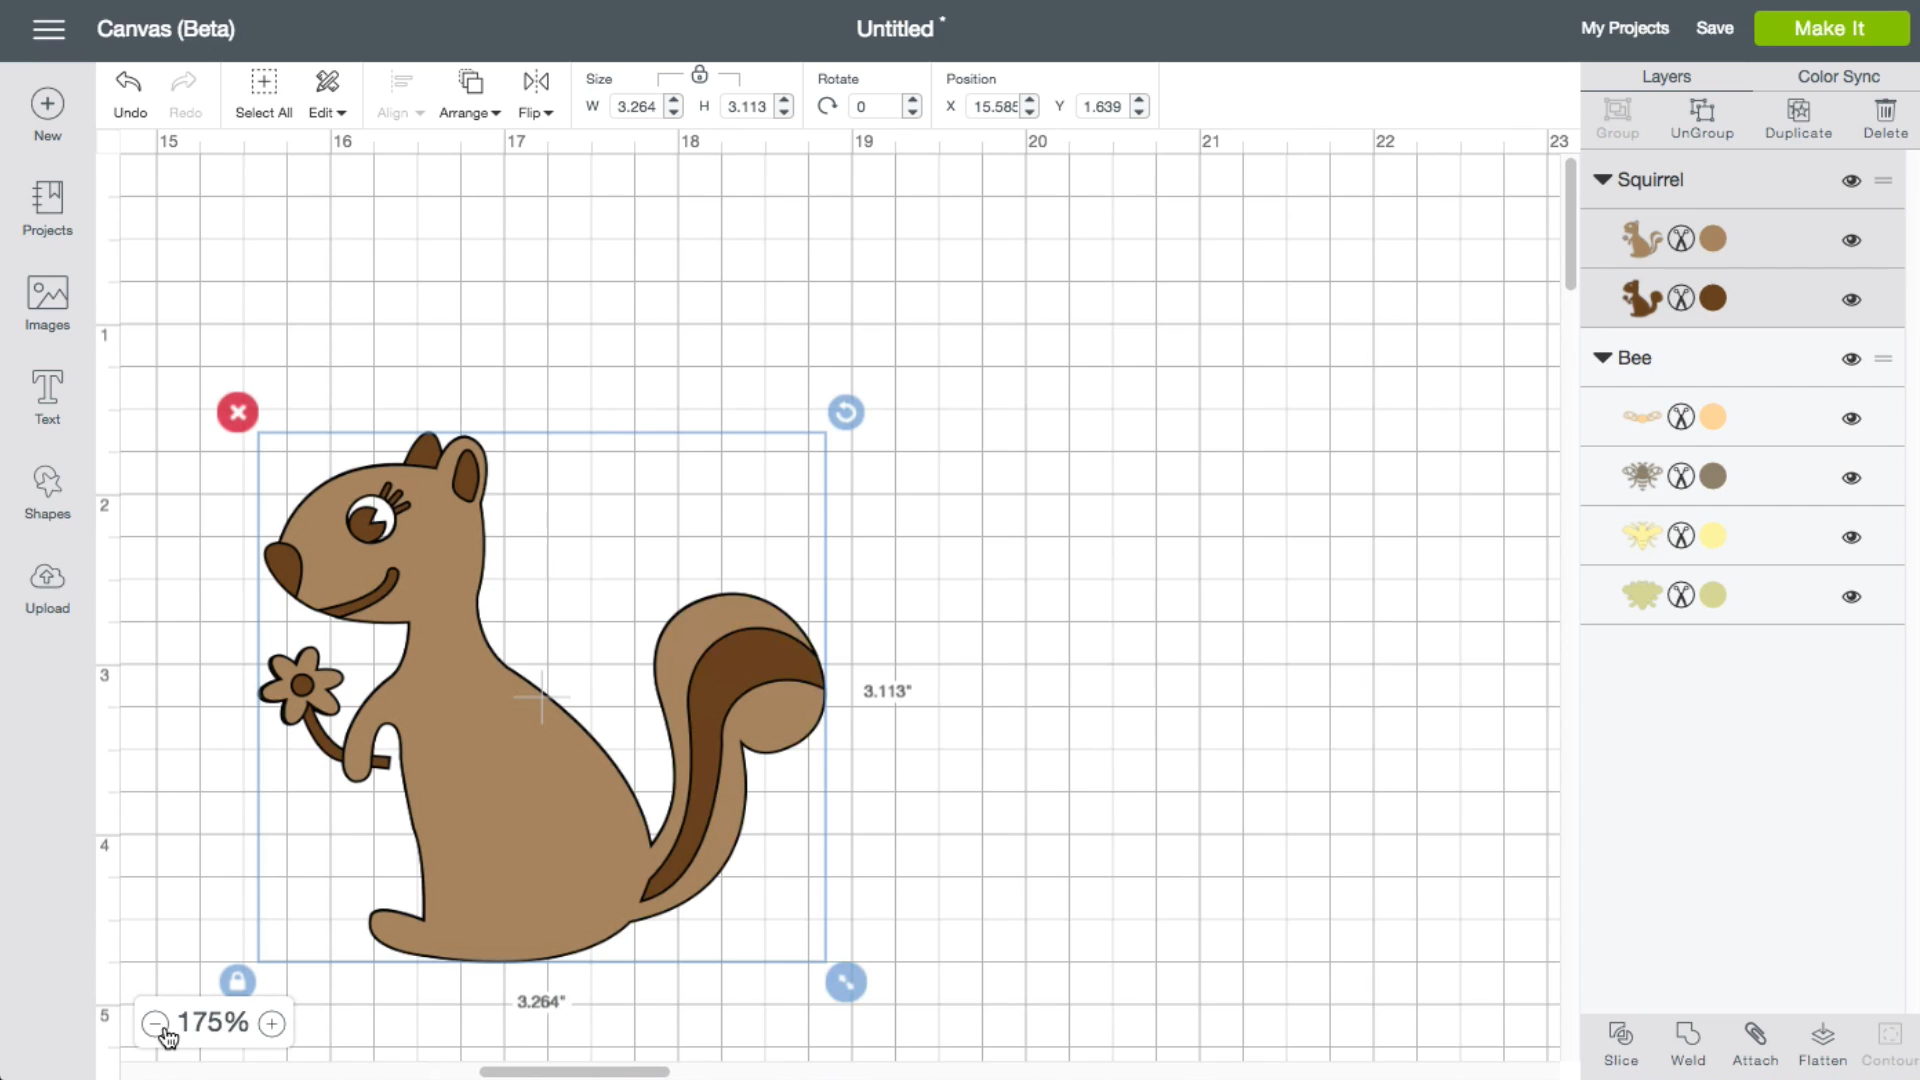 Canvas (Beta)
Untitled *
My Projects Save Make It
Undo Redo Select All Edit Align Arrange Flip
Size W 3.264 H 3.113
Rotate 0
Position X 15.585 Y 1.639
Layers Color Sync
Group UnGroup Duplicate Delete
New
Projects
Images
Text
Shapes
Upload
15 16 17 18 19 20 21 22 23
1
2
3
4
5
3.113"
3.264"
175%
Squirrel
Bee
Slice Weld Attach Flatten Contour